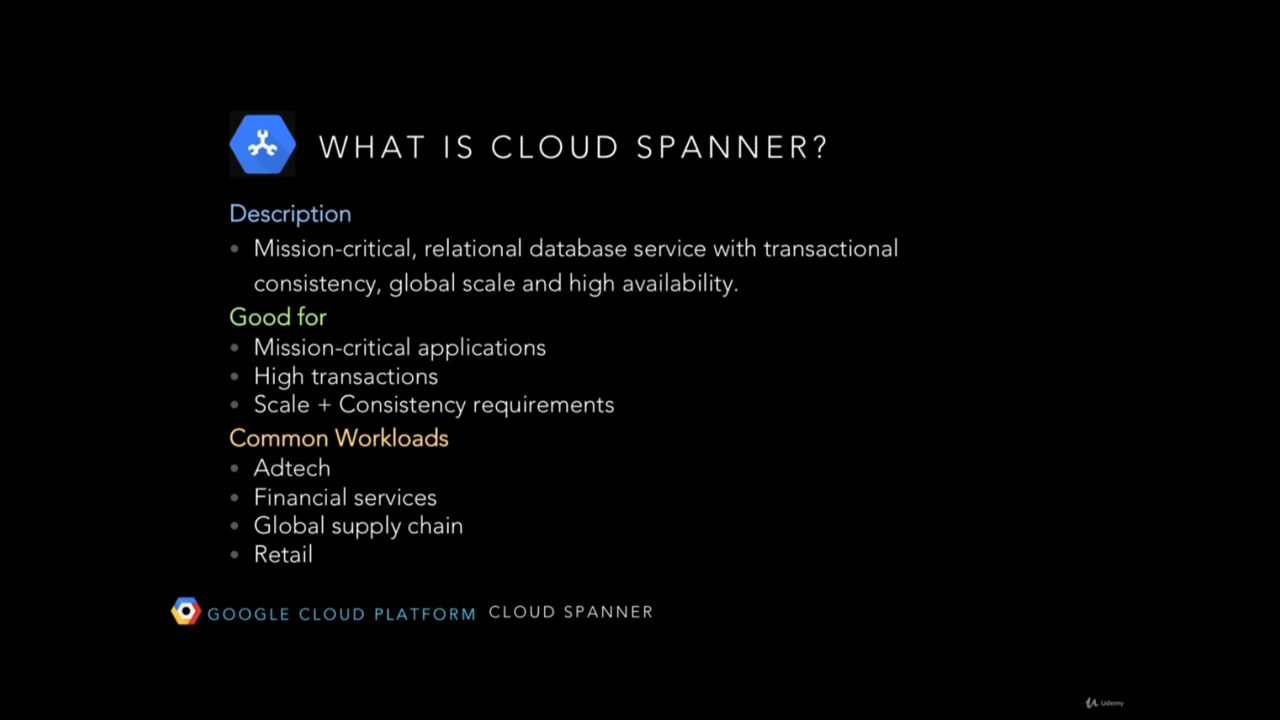 WHAT IS CLOUD SPANNER?
Description
• Mission-critical, relational database service with transactional
consistency, global scale and high availability.
Good for
• Mission-critical applications
• High transactions
• Scale + Consistency requirements
Common Workloads
• Adtech
• Financial services
• Global supply chain
• Retail
GOOGLE CLOUD PLATFORM CLOUD SPANNER
Udemy